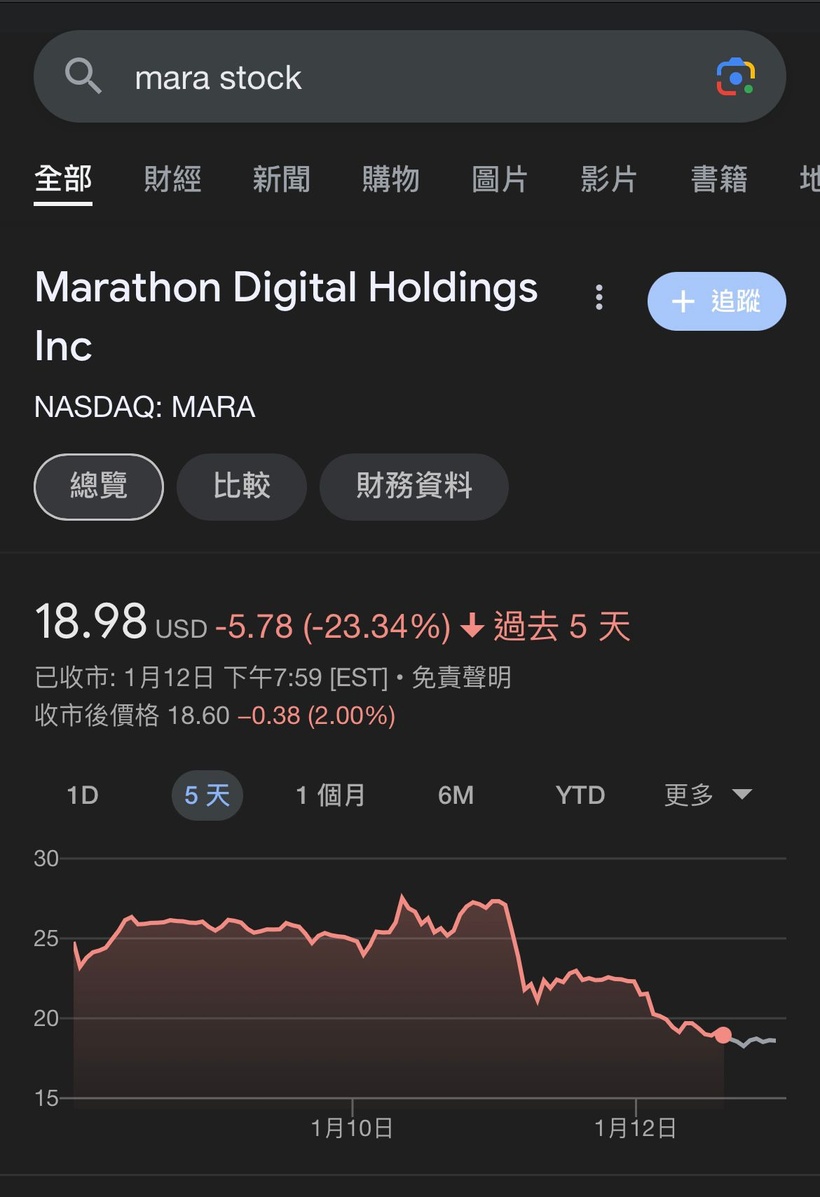 mara stock
全部 財經 新聞 購物 圖片 影片 書籍
Marathon Digital Holdings
Inc
+ 追蹤
NASDAQ: MARA
總覽 比較 財務資料
18.98 USD -5.78 (-23.34%) ↓ 過去 5 天
已收市: 1月12日 下午7:59 [EST] • 免責聲明
收市後價格 18.60 −0.38 (2.00%)
1D 5 天 1 個月 6M YTD 更多
30
25
20
15
1月10日 1月12日